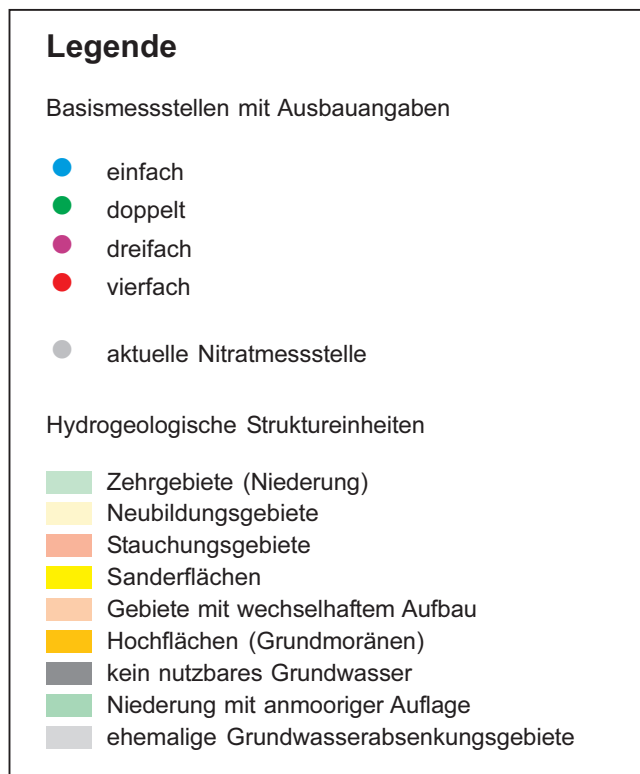 Legende
Basismessstellen mit Ausbauangaben
einfach
doppelt
dreifach
vierfach
aktuelle Nitratmessstelle
Hydrogeologische Struktureinheiten
Zehrgebiete (Niederung)
Neubildungsgebiete
Stauchungsgebiete
Sanderflächen
Gebiete mit wechselhaftem Aufbau
Hochflächen (Grundmoränen)
kein nutzbares Grundwasser
Niederung mit anmooriger Auflage
ehemalige Grundwasserabsenkungsgebiete